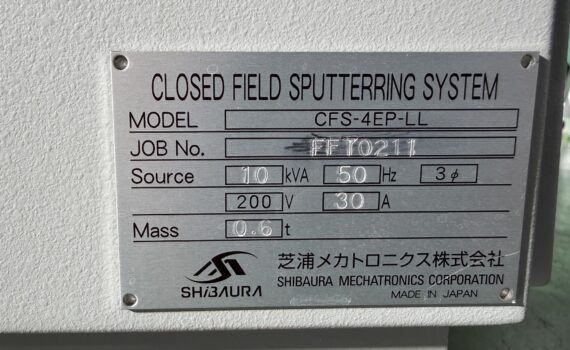 CLOSED FIELD SPUTTERRING SYSTEM
MODEL CFS-4EP-LL
JOB No. FFT0211
Source 10 kVA 50 Hz 3φ
200 V 30 A
Mass 0.6 t
SHiBAURA
芝浦メカトロニクス株式会社
SHIBAURA MECHATRONICS CORPORATION
MADE IN JAPAN